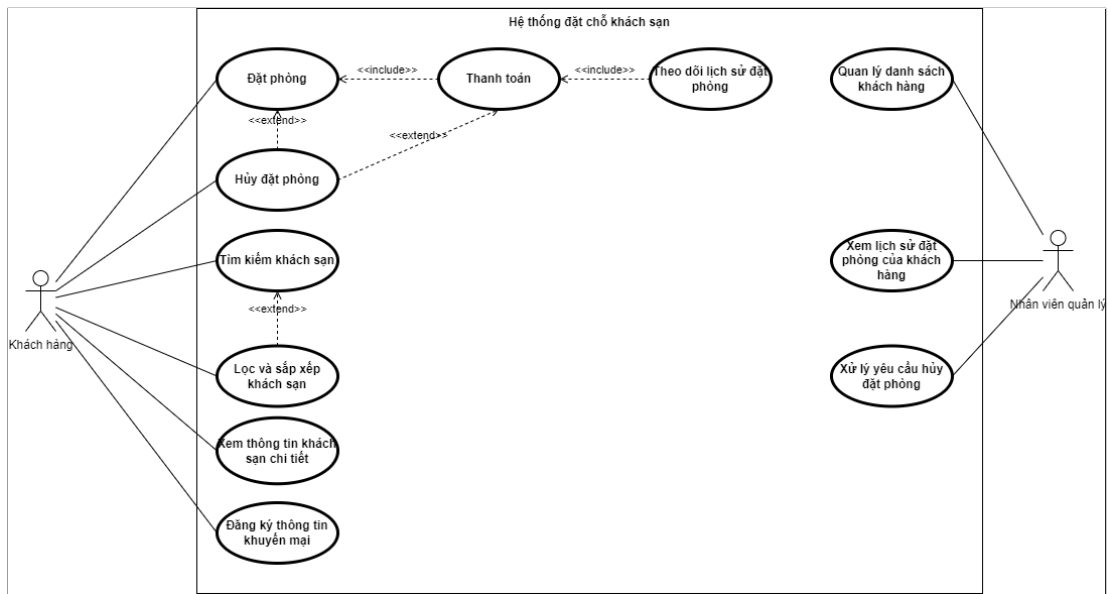 Hệ thống đặt chỗ khách sạn
Đặt phòng
<<include>>
Thanh toán
<<include>>
Theo dõi lịch sử đặt
phòng
Quan lý danh sách
khách hàng
<<extend>>
<<extend>>
Hủy đặt phòng
Tìm kiếm khách sạn
Xem lịch sử đặt
phòng của khách
hàng
<<extend>>
Nhân viên quản lý
Khách hàng
Lọc và sắp xếp
khách sạn
Xử lý yêu cầu hủy
đặt phòng
Xem thông tin khách
sạn chi tiết
Đăng ký thông tin
khuyến mại